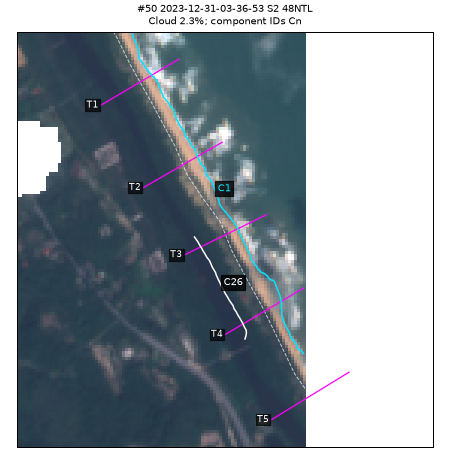 #50 2023-12-31-03-36-53 S2 48NTL
Cloud 2.3%; component IDs Cn
T1
T2
C1
T3
C26
T4
T5